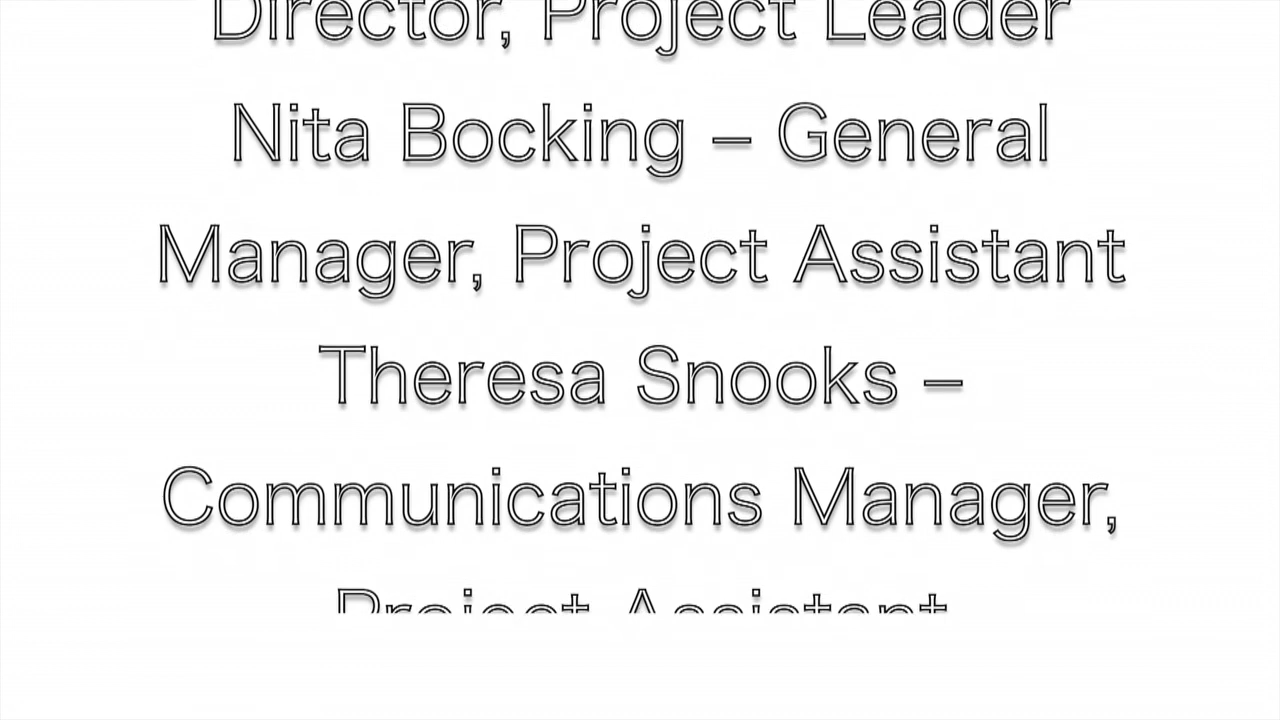 Director, Project Leader
Nita Bocking – General
Manager, Project Assistant
Theresa Snooks –
Communications Manager,
Project Assistant